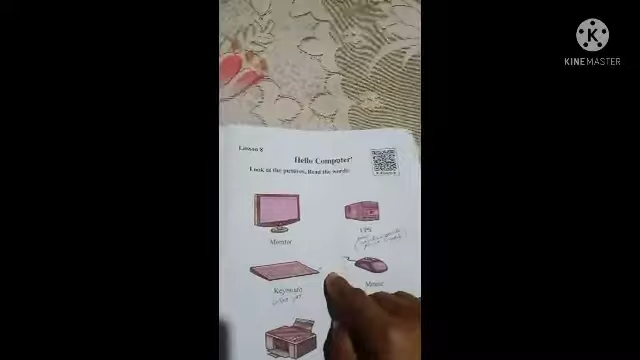 KINEMASTER
Lesson 8
Hello Computer
Look at the pictures. Read the words.
Monitor
UPS
Keyboard
Mouse